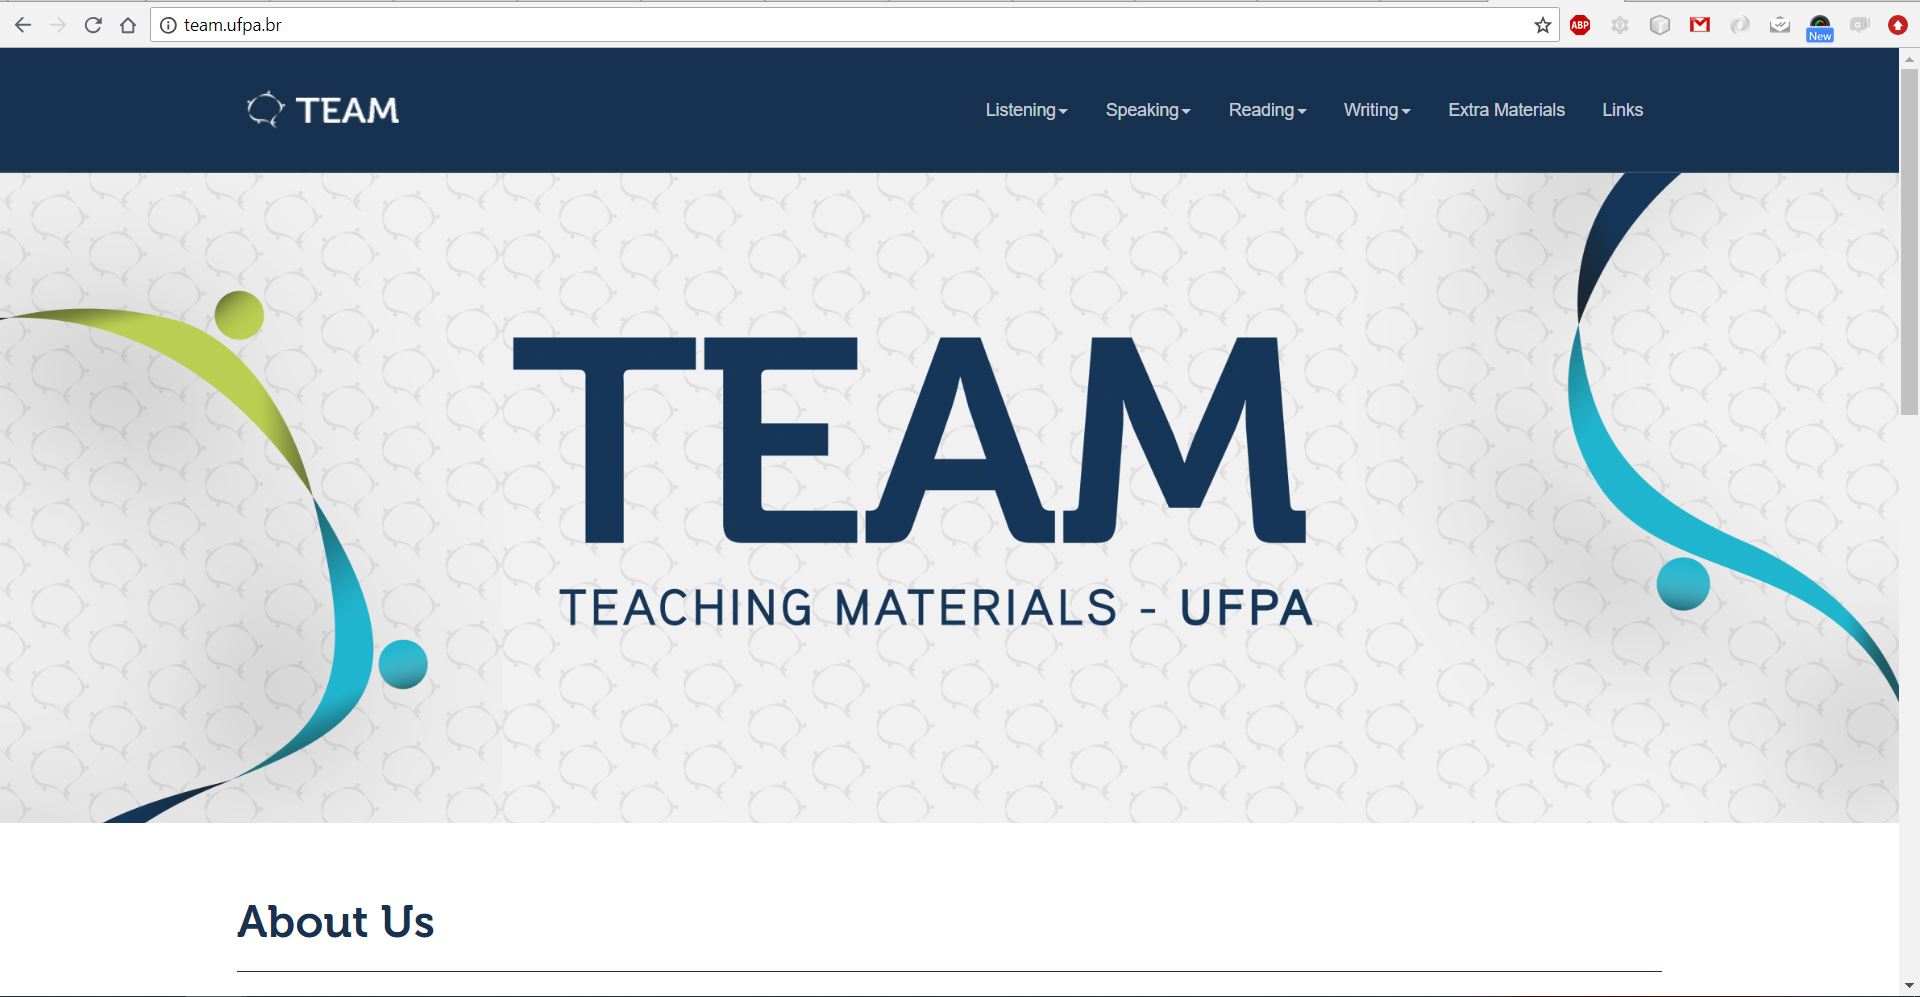 team.ufpa.br
ABP
New
TEAM
Listening Speaking Reading Writing Extra Materials Links
TEAM
TEACHING MATERIALS - UFPA
About Us